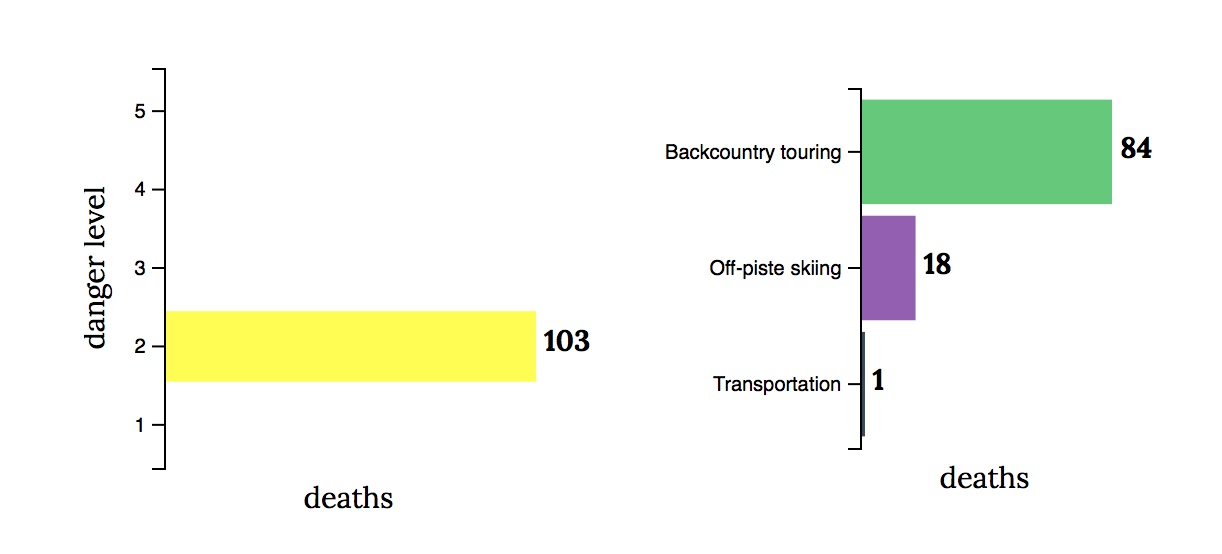 danger level
5
4
3
2
1
103
deaths
Backcountry touring
84
Off-piste skiing
18
Transportation
1
deaths